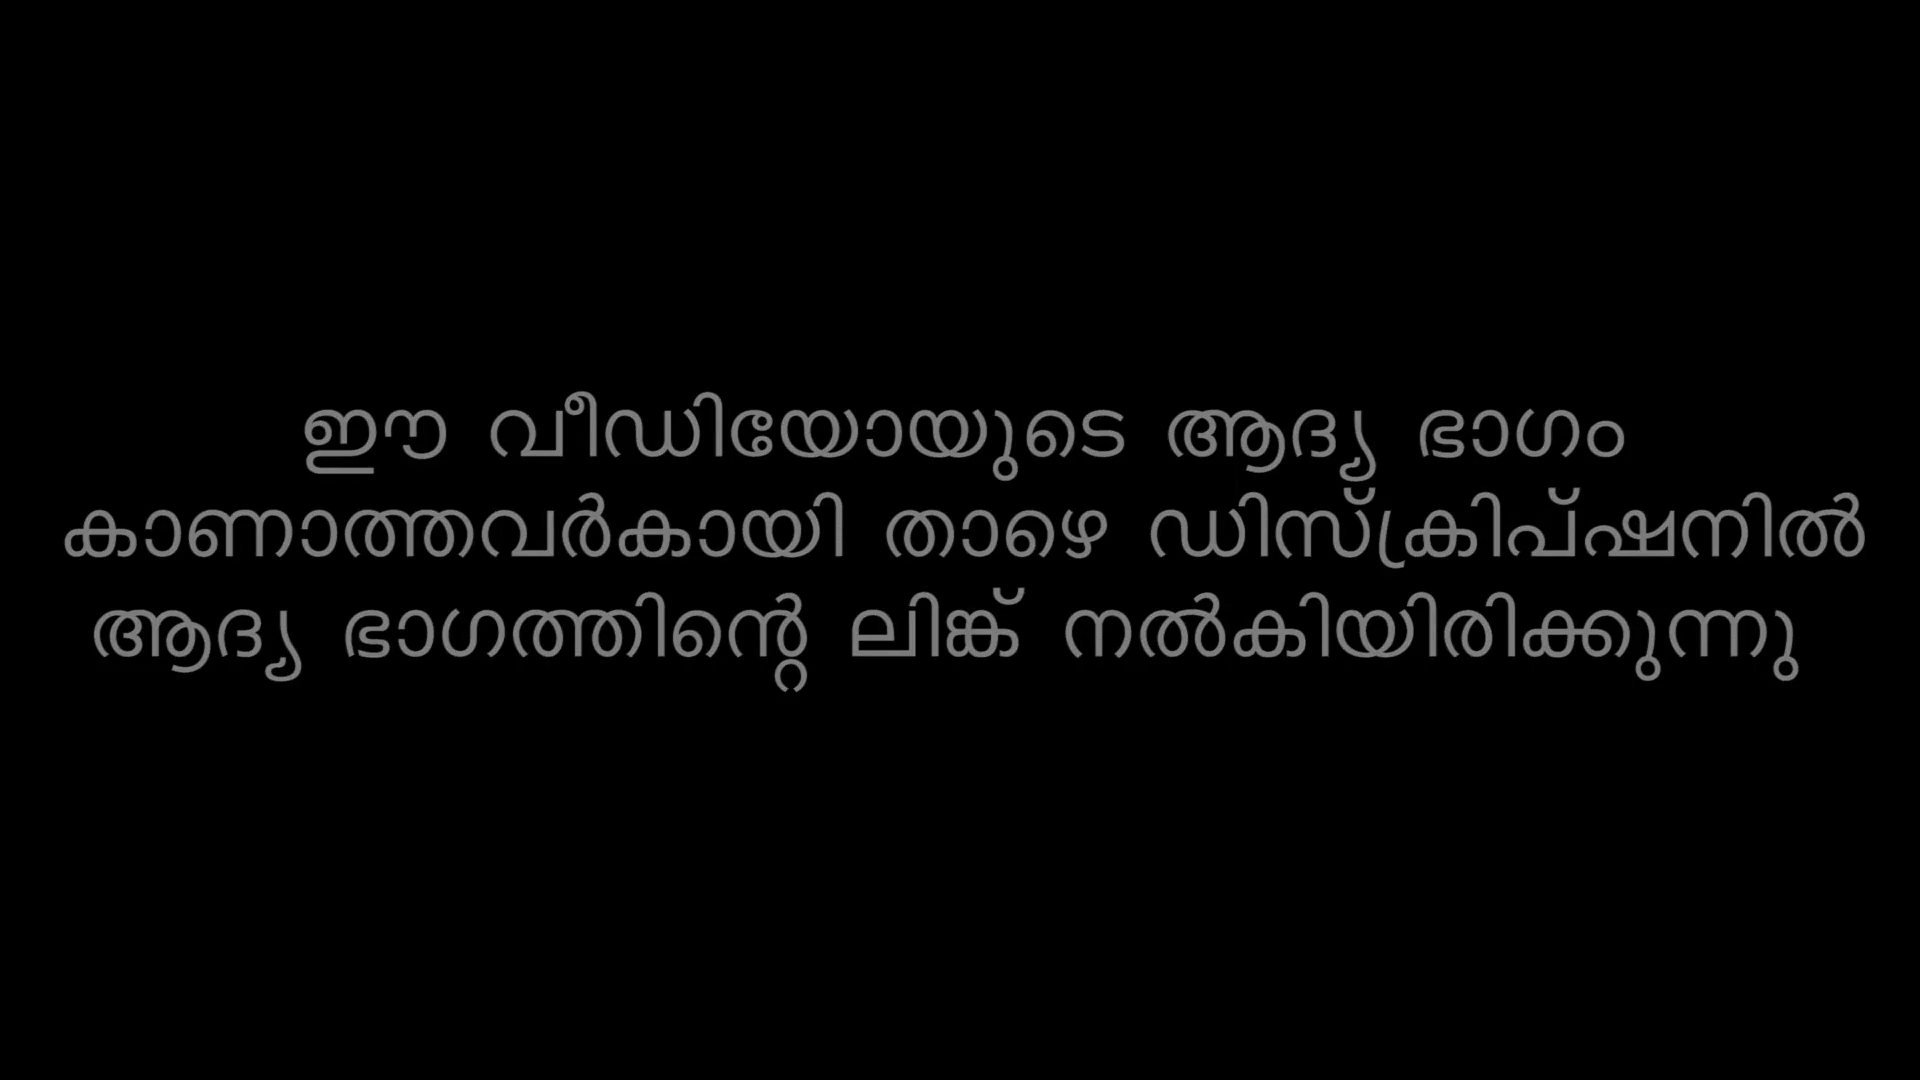 ഈ വീഡിയോയുടെ ആദ്യ ഭാഗം
കാണാത്തവർകായി താഴെ ഡിസ്ക്രിപ്ഷനിൽ
ആദ്യ ഭാഗത്തിന്റെ ലിങ്ക് നൽകിയിരിക്കുന്നു